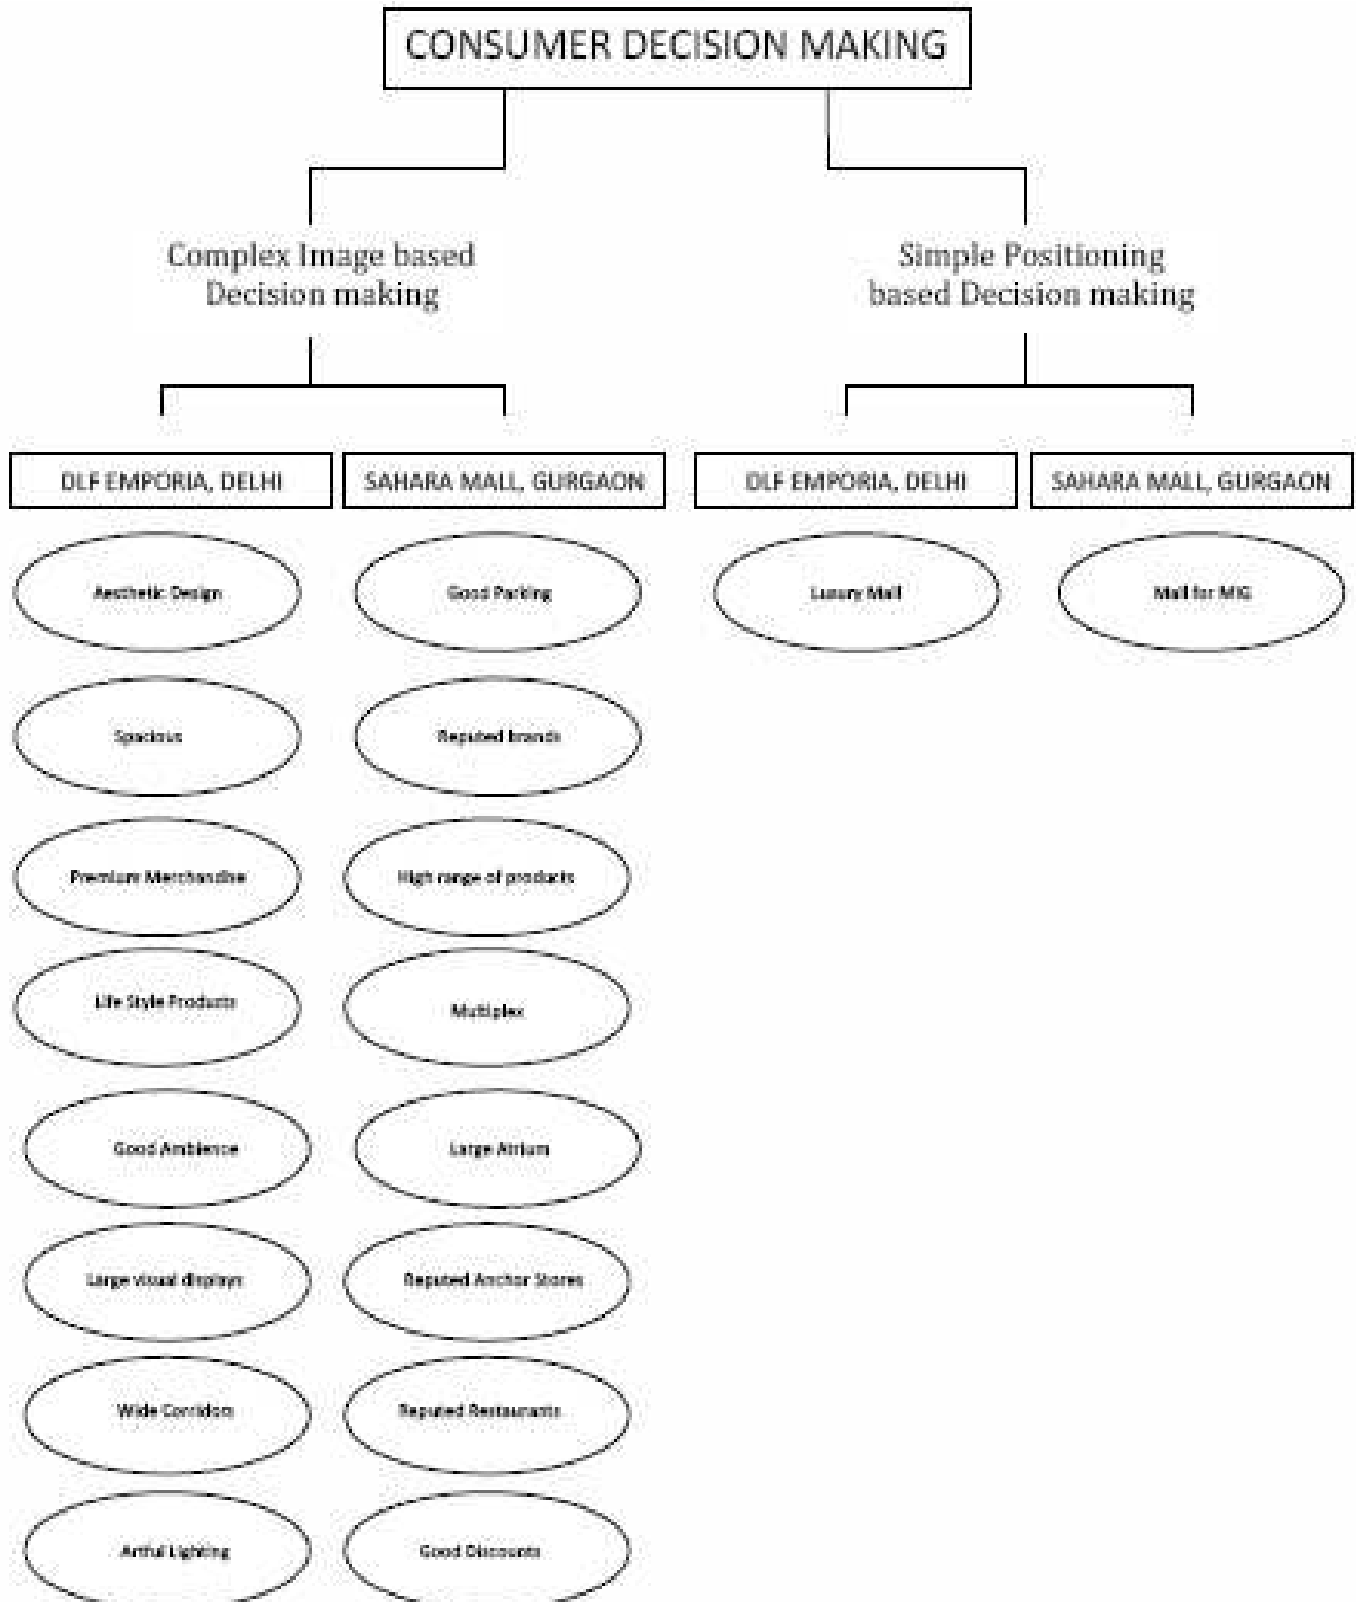 CONSUMER DECISION MAKING
Complex Image based
Decision making
Simple Positioning
based Decision making
DLF EMPORIA, DELHI
SAHARA MALL, GURGAON
DLF EMPORIA, DELHI
SAHARA MALL, GURGAON
Aesthetic Design
Good Parking
Luxury Mall
Mall for MIG
Spacious
Reputed brands
Premium Merchandise
High range of products
Life Style Products
Multiplex
Good Ambience
Large Atrium
Large visual displays
Reputed Anchor Stores
Wide Corridors
Reputed Restaurants
Artful Lighting
Good Discounts